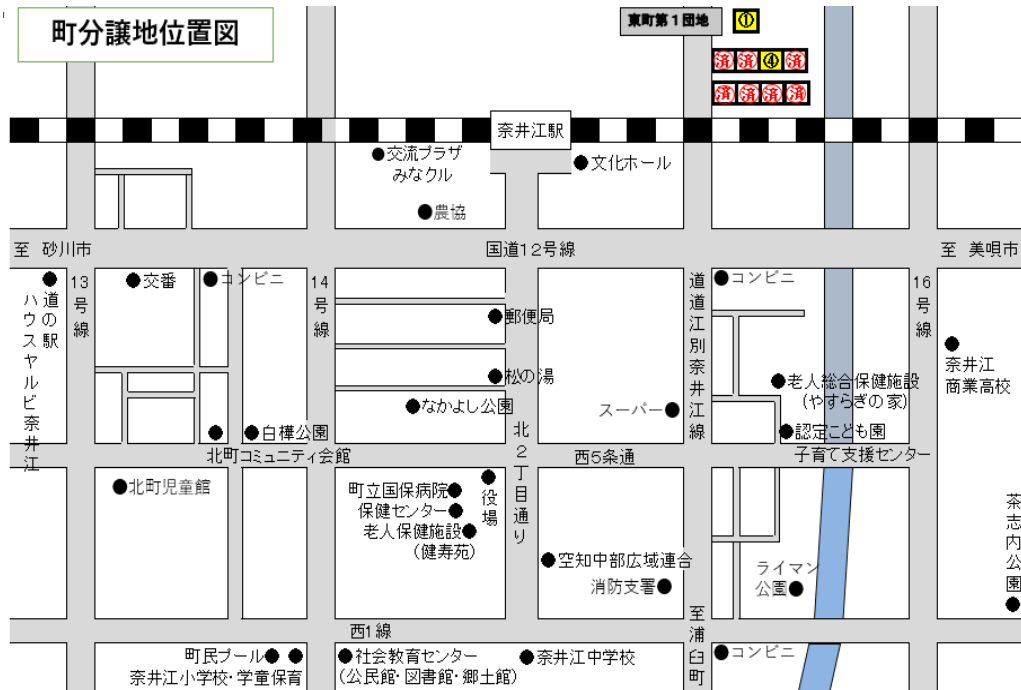 町分譲地位置図
東町第1団地
①
済 済 ④ 済
済 済 済 済
奈井江駅
交流プラザ
みなクル
文化ホール
農協
至 砂川市
国道12号線
至 美唄市
道の駅
ハウスヤルビ奈井江
13号線
交番
コンビニ
14号線
郵便局
松の湯
なかよし公園
北2丁目通り
スーパー
道道江別奈井江線
コンビニ
老人総合保健施設
(やすらぎの家)
認定こども園
子育て支援センター
16号線
奈井江
商業高校
白樺公園
北町コミュニティ会館
西5条通
北町児童館
町立国保病院
保健センター
老人保健施設
(健寿苑)
役場
空知中部広域連合
消防支署
ライマン
公園
茶志内公園
西1線
至浦臼町
町民プール
奈井江小学校・学童保育
社会教育センター
(公民館・図書館・郷土館)
奈井江中学校
コンビニ